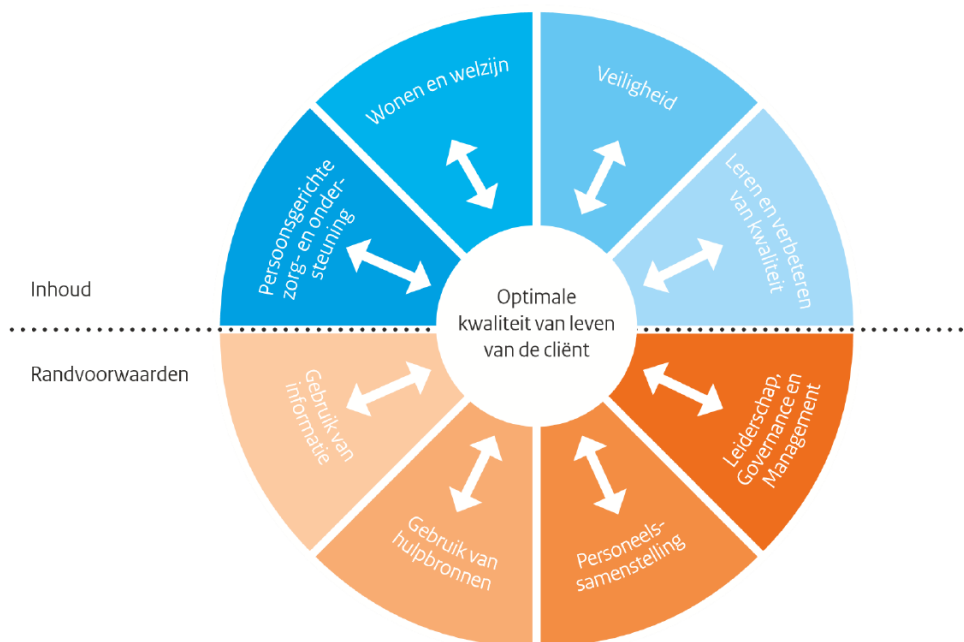 Wonen en welzijn
Veiligheid
Persoonsgerichte
zorg- en onder-
steuning
Leren en verbeteren
van kwaliteit
Inhoud
Optimale
kwaliteit van leven
van de cliënt
Randvoorwaarden
Gebruik van
informatie
Leiderschap,
Governance en
Management
Gebruik van
hulpbronnen
Personeels-
samenstelling